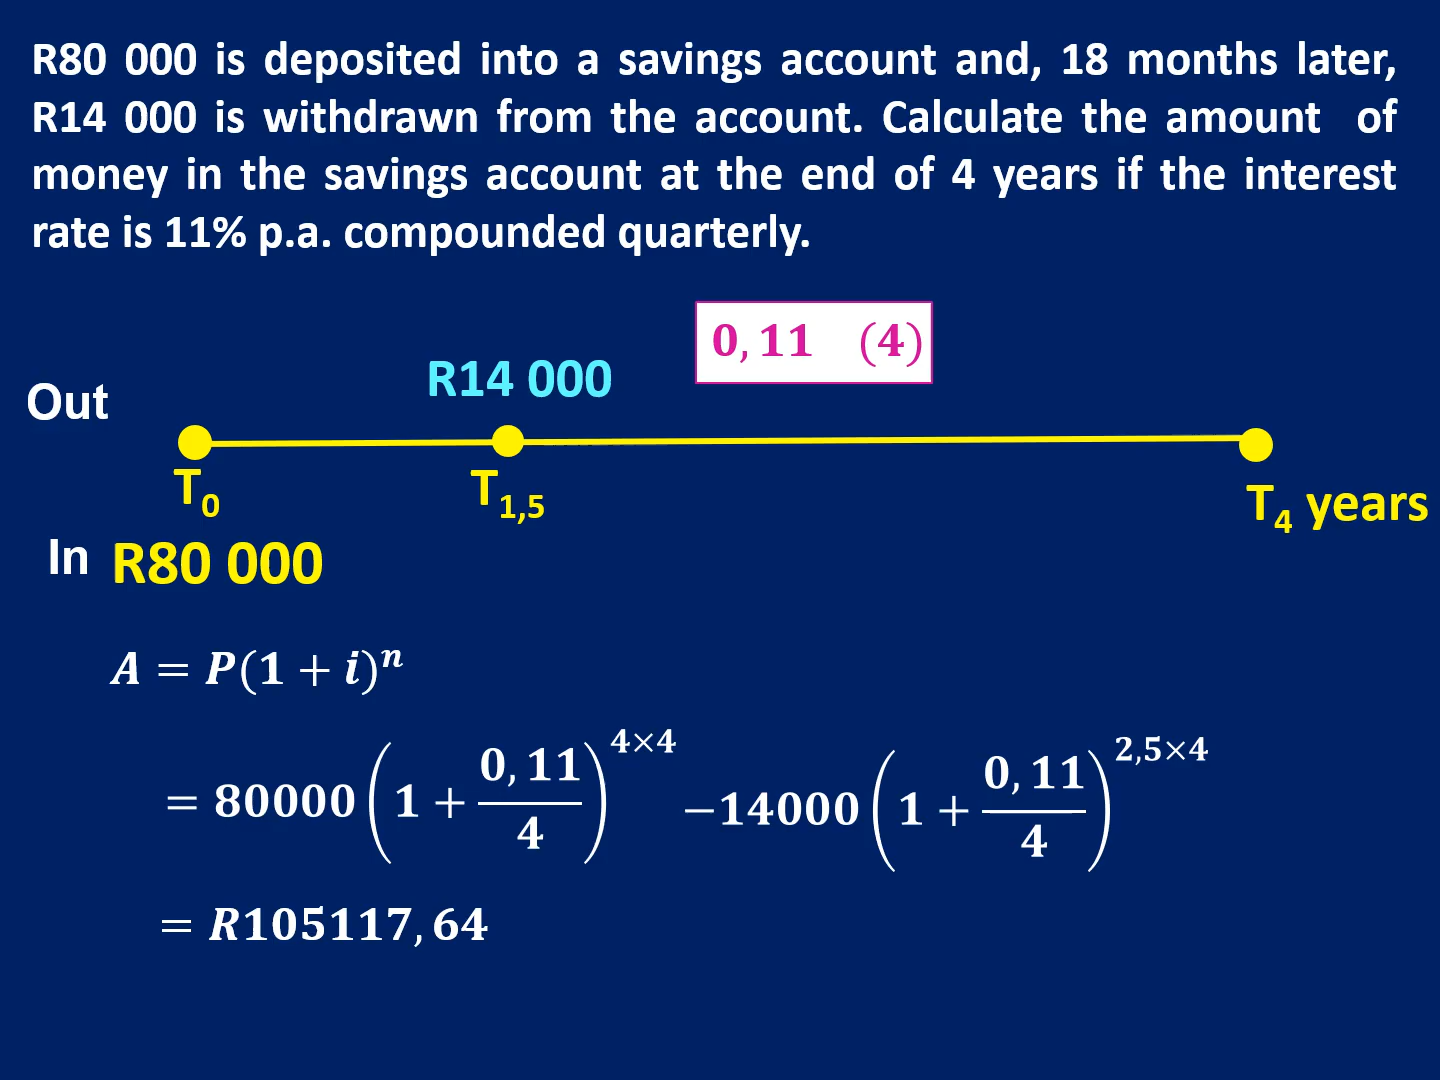 R80 000 is deposited into a savings account and, 18 months later,
R14 000 is withdrawn from the account. Calculate the amount of
money in the savings account at the end of 4 years if the interest
rate is 11% p.a. compounded quarterly.
0,11 (4)
R14 000
Out
T₀ T₁,₅ T₄ years
In R80 000
A = P(1 + i)ⁿ
= 80000(1 + 0,11/4)^4×4 −14000(1 + 0,11/4)^2,5×4
= R105117,64